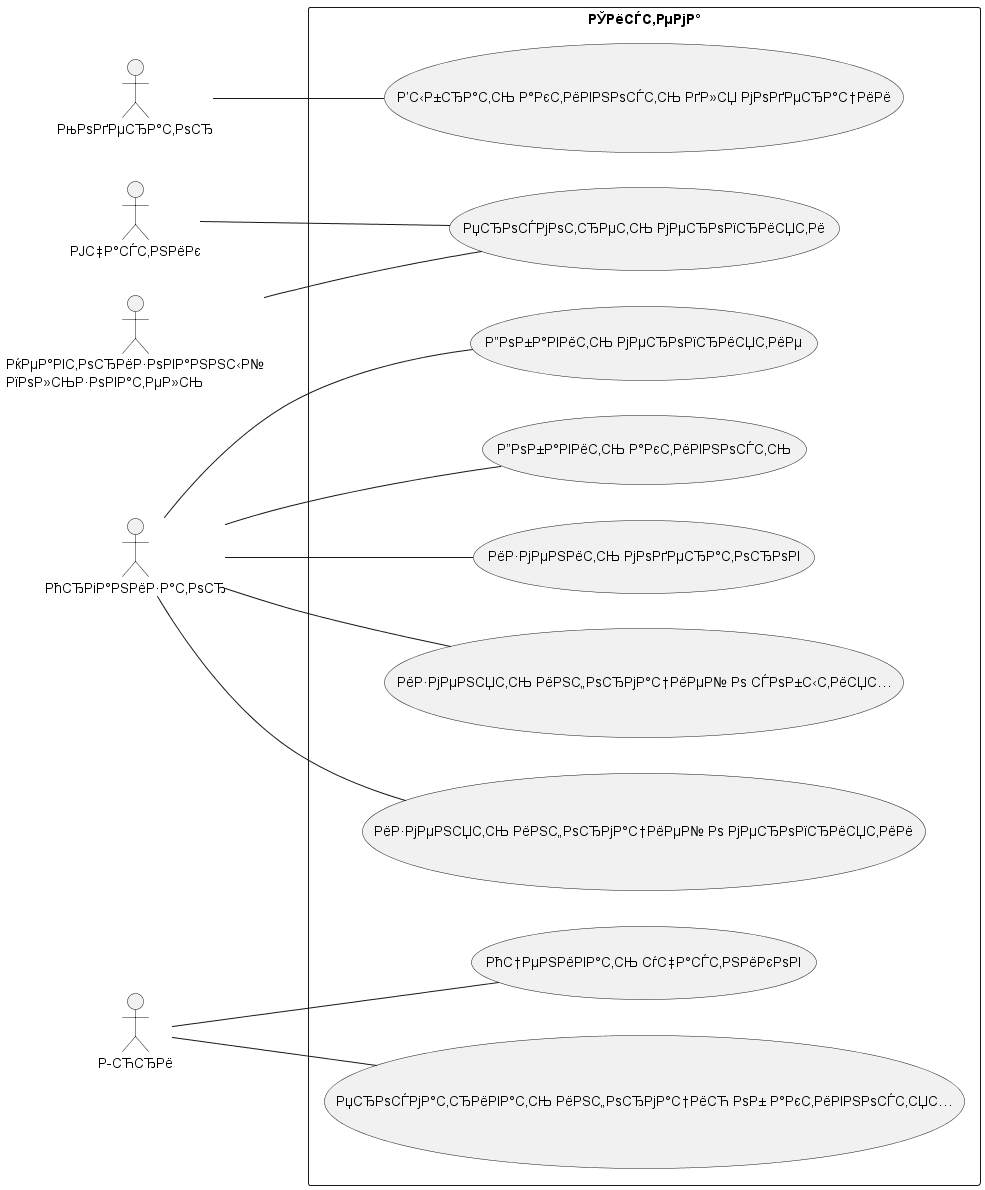 РЎРёСЃС‚РµРјР°
Р’С‹Р±СЂР°С‚СЊ Р°РєС‚РёРІРЅРѕСЃС‚СЊ РґР»СЏ РјРѕРґРµСЂР°С†РёРё
РњРѕРґРµСЂР°С‚РѕСЂ
РџСЂРѕСЃРјРѕС‚СЂРµС‚СЊ РјРµСЂРѕРїСЂРёСЏС‚Рё
РЈС‡Р°СЃС‚РЅРёРє
РќРµР°РІС‚РѕСЂРёР·РѕРІР°РЅРЅС‹Р№
РїРѕР»СЊР·РѕРІР°С‚РµР»СЊ
Р”РѕР±Р°РІРёС‚СЊ РјРµСЂРѕРїСЂРёСЏС‚РёРµ
Р”РѕР±Р°РІРёС‚СЊ Р°РєС‚РёРІРЅРѕСЃС‚СЊ
РёР·РјРµРЅРёС‚СЊ РјРѕРґРµСЂР°С‚РѕСЂРѕРІ
РћСЂРіР°РЅРёР·Р°С‚РѕСЂ
РёР·РјРµРЅСЏС‚СЊ РёРЅС„РѕСЂРјР°С†РёРµР№ Рѕ СЃРѕР±С‹С‚РёСЏС…
РёР·РјРµРЅСЏС‚СЊ РёРЅС„РѕСЂРјР°С†РёРµР№ Рѕ РјРµСЂРѕРїСЂРёСЏС‚РёРё
РћС†РµРЅРёРІР°С‚СЊ СѓС‡Р°СЃС‚РЅРёРєРѕРІ
Р–СЋСЂРё
РџСЂРѕСЃРјР°С‚СЂРёРІР°С‚СЊ РёРЅС„РѕСЂРјР°С†РёСЋ РѕР± Р°РєС‚РёРІРЅРѕСЃС‚СЏС…